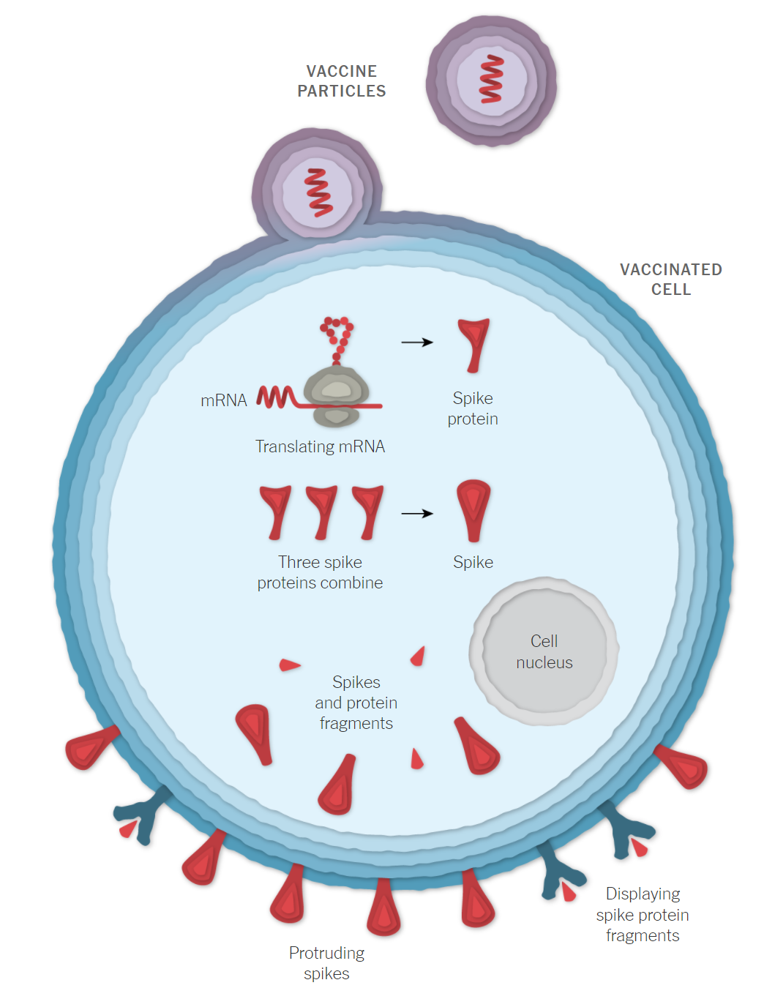 VACCINE
PARTICLES
VACCINATED
CELL
mRNA
Translating mRNA
Spike
protein
Three spike
proteins combine
Spike
Cell
nucleus
Spikes
and protein
fragments
Displaying
spike protein
fragments
Protruding
spikes